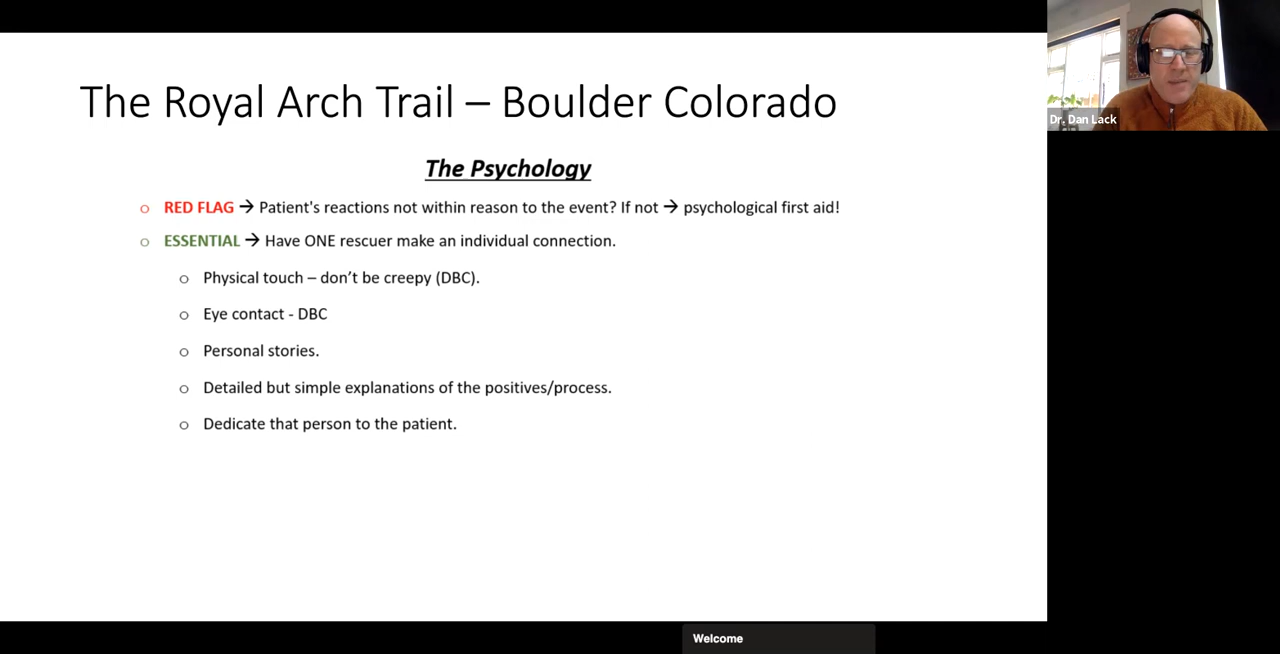 The Royal Arch Trail – Boulder Colorado
The Psychology
o RED FLAG → Patient's reactions not within reason to the event? If not → psychological first aid!
o ESSENTIAL → Have ONE rescuer make an individual connection.
o Physical touch – don't be creepy (DBC).
o Eye contact - DBC
o Personal stories.
o Detailed but simple explanations of the positives/process.
o Dedicate that person to the patient.
Dr. Dan Lack
Welcome